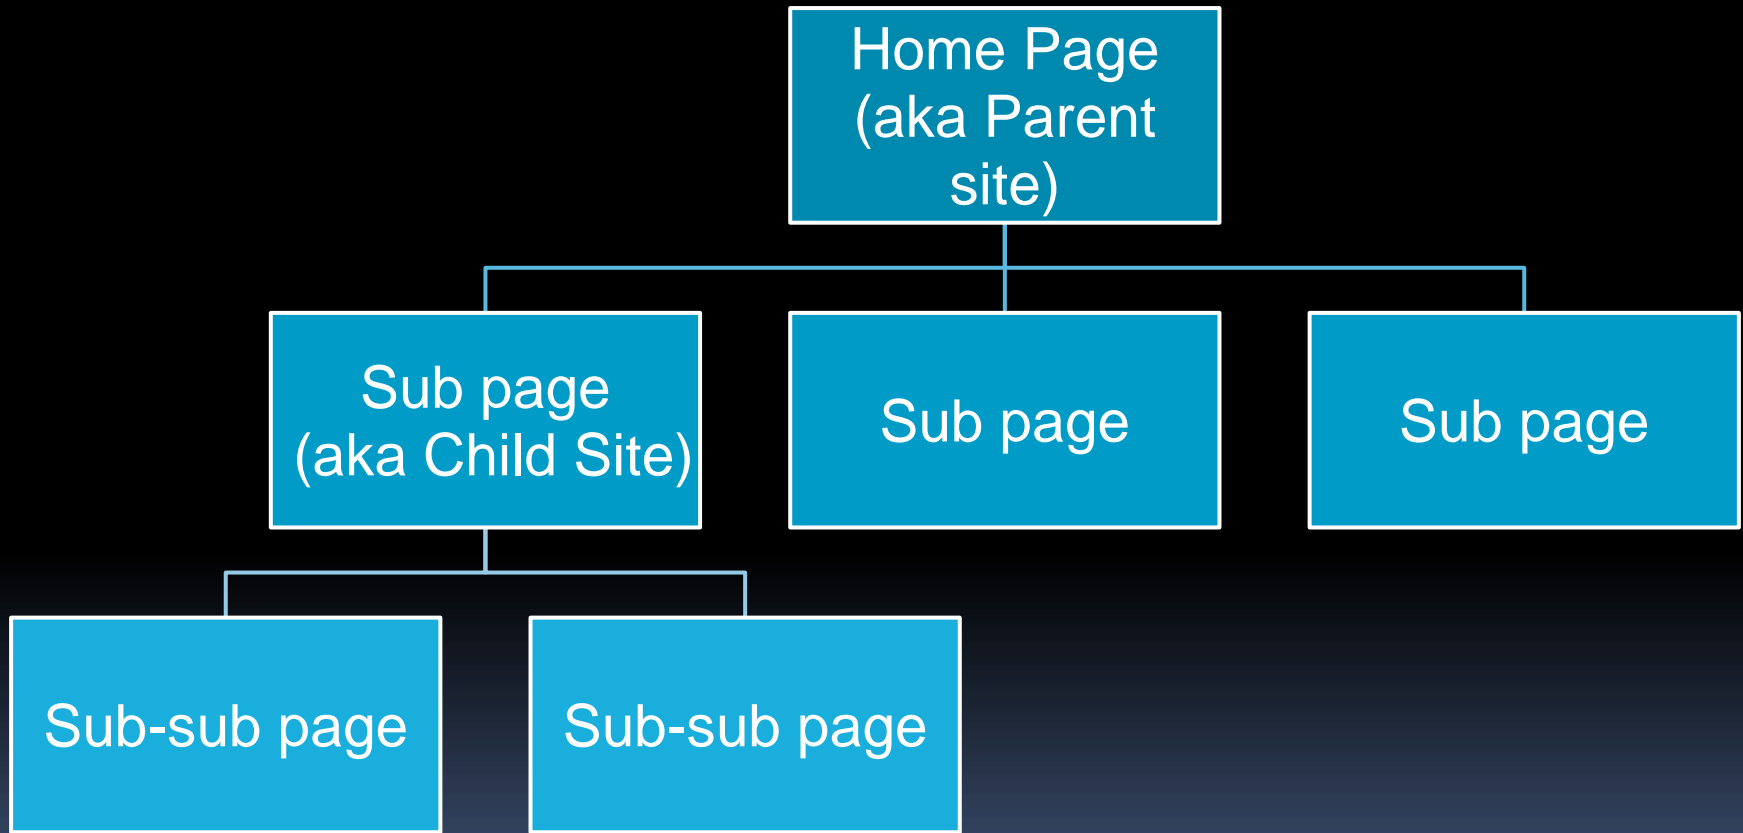 Home Page
(aka Parent
site)
Sub page
(aka Child Site)
Sub page
Sub page
Sub-sub page
Sub-sub page